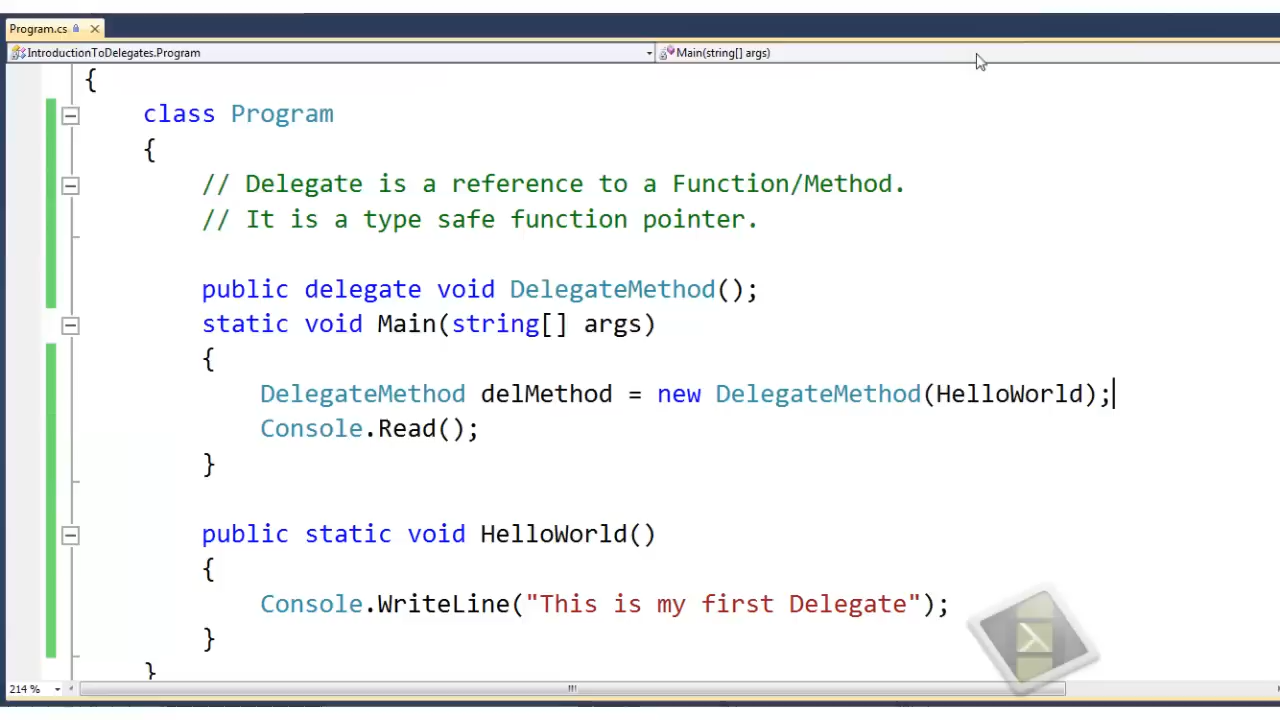 Program.cs
IntroductionToDelegates.Program Main(string[] args)
{
class Program
{
// Delegate is a reference to a Function/Method.
// It is a type safe function pointer.
public delegate void DelegateMethod();
static void Main(string[] args)
{
DelegateMethod delMethod = new DelegateMethod(HelloWorld);
Console.Read();
}
public static void HelloWorld()
{
Console.WriteLine("This is my first Delegate");
}
}
214 %